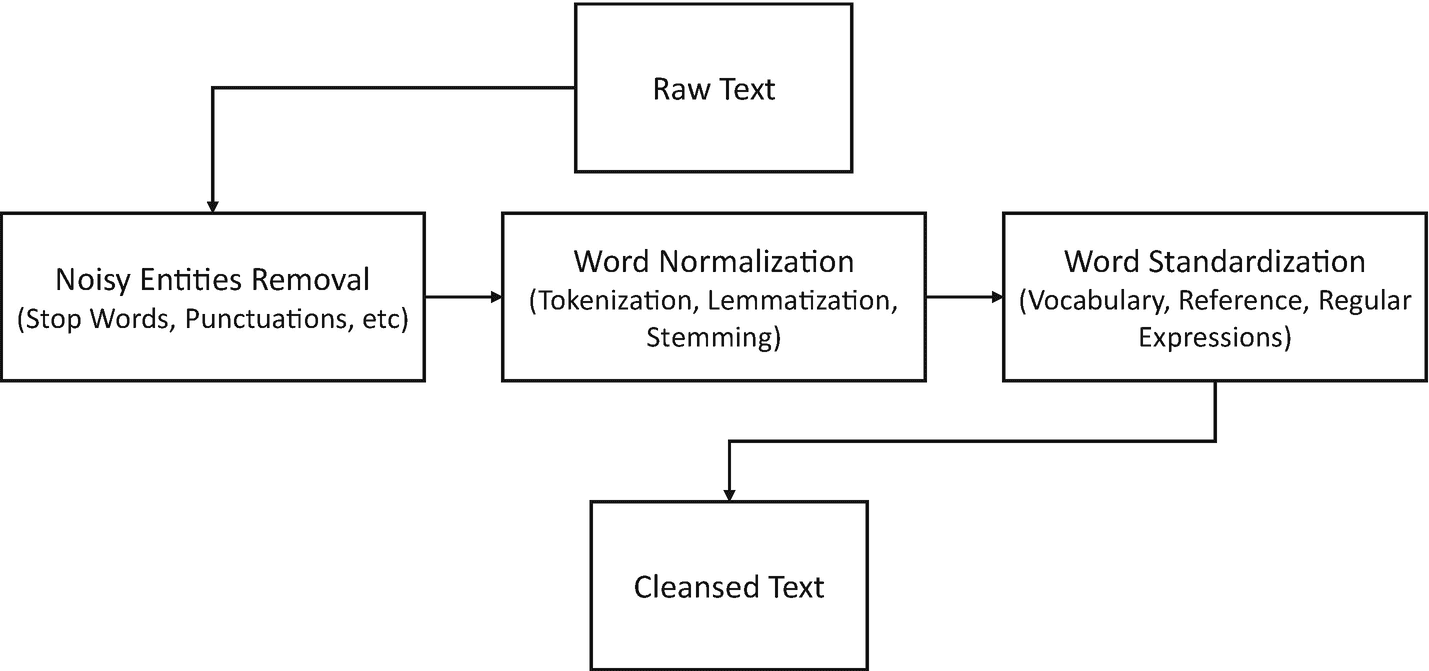 Raw Text
Noisy Entities Removal
(Stop Words, Punctuations, etc)
Word Normalization
(Tokenization, Lemmatization,
Stemming)
Word Standardization
(Vocabulary, Reference, Regular
Expressions)
Cleansed Text